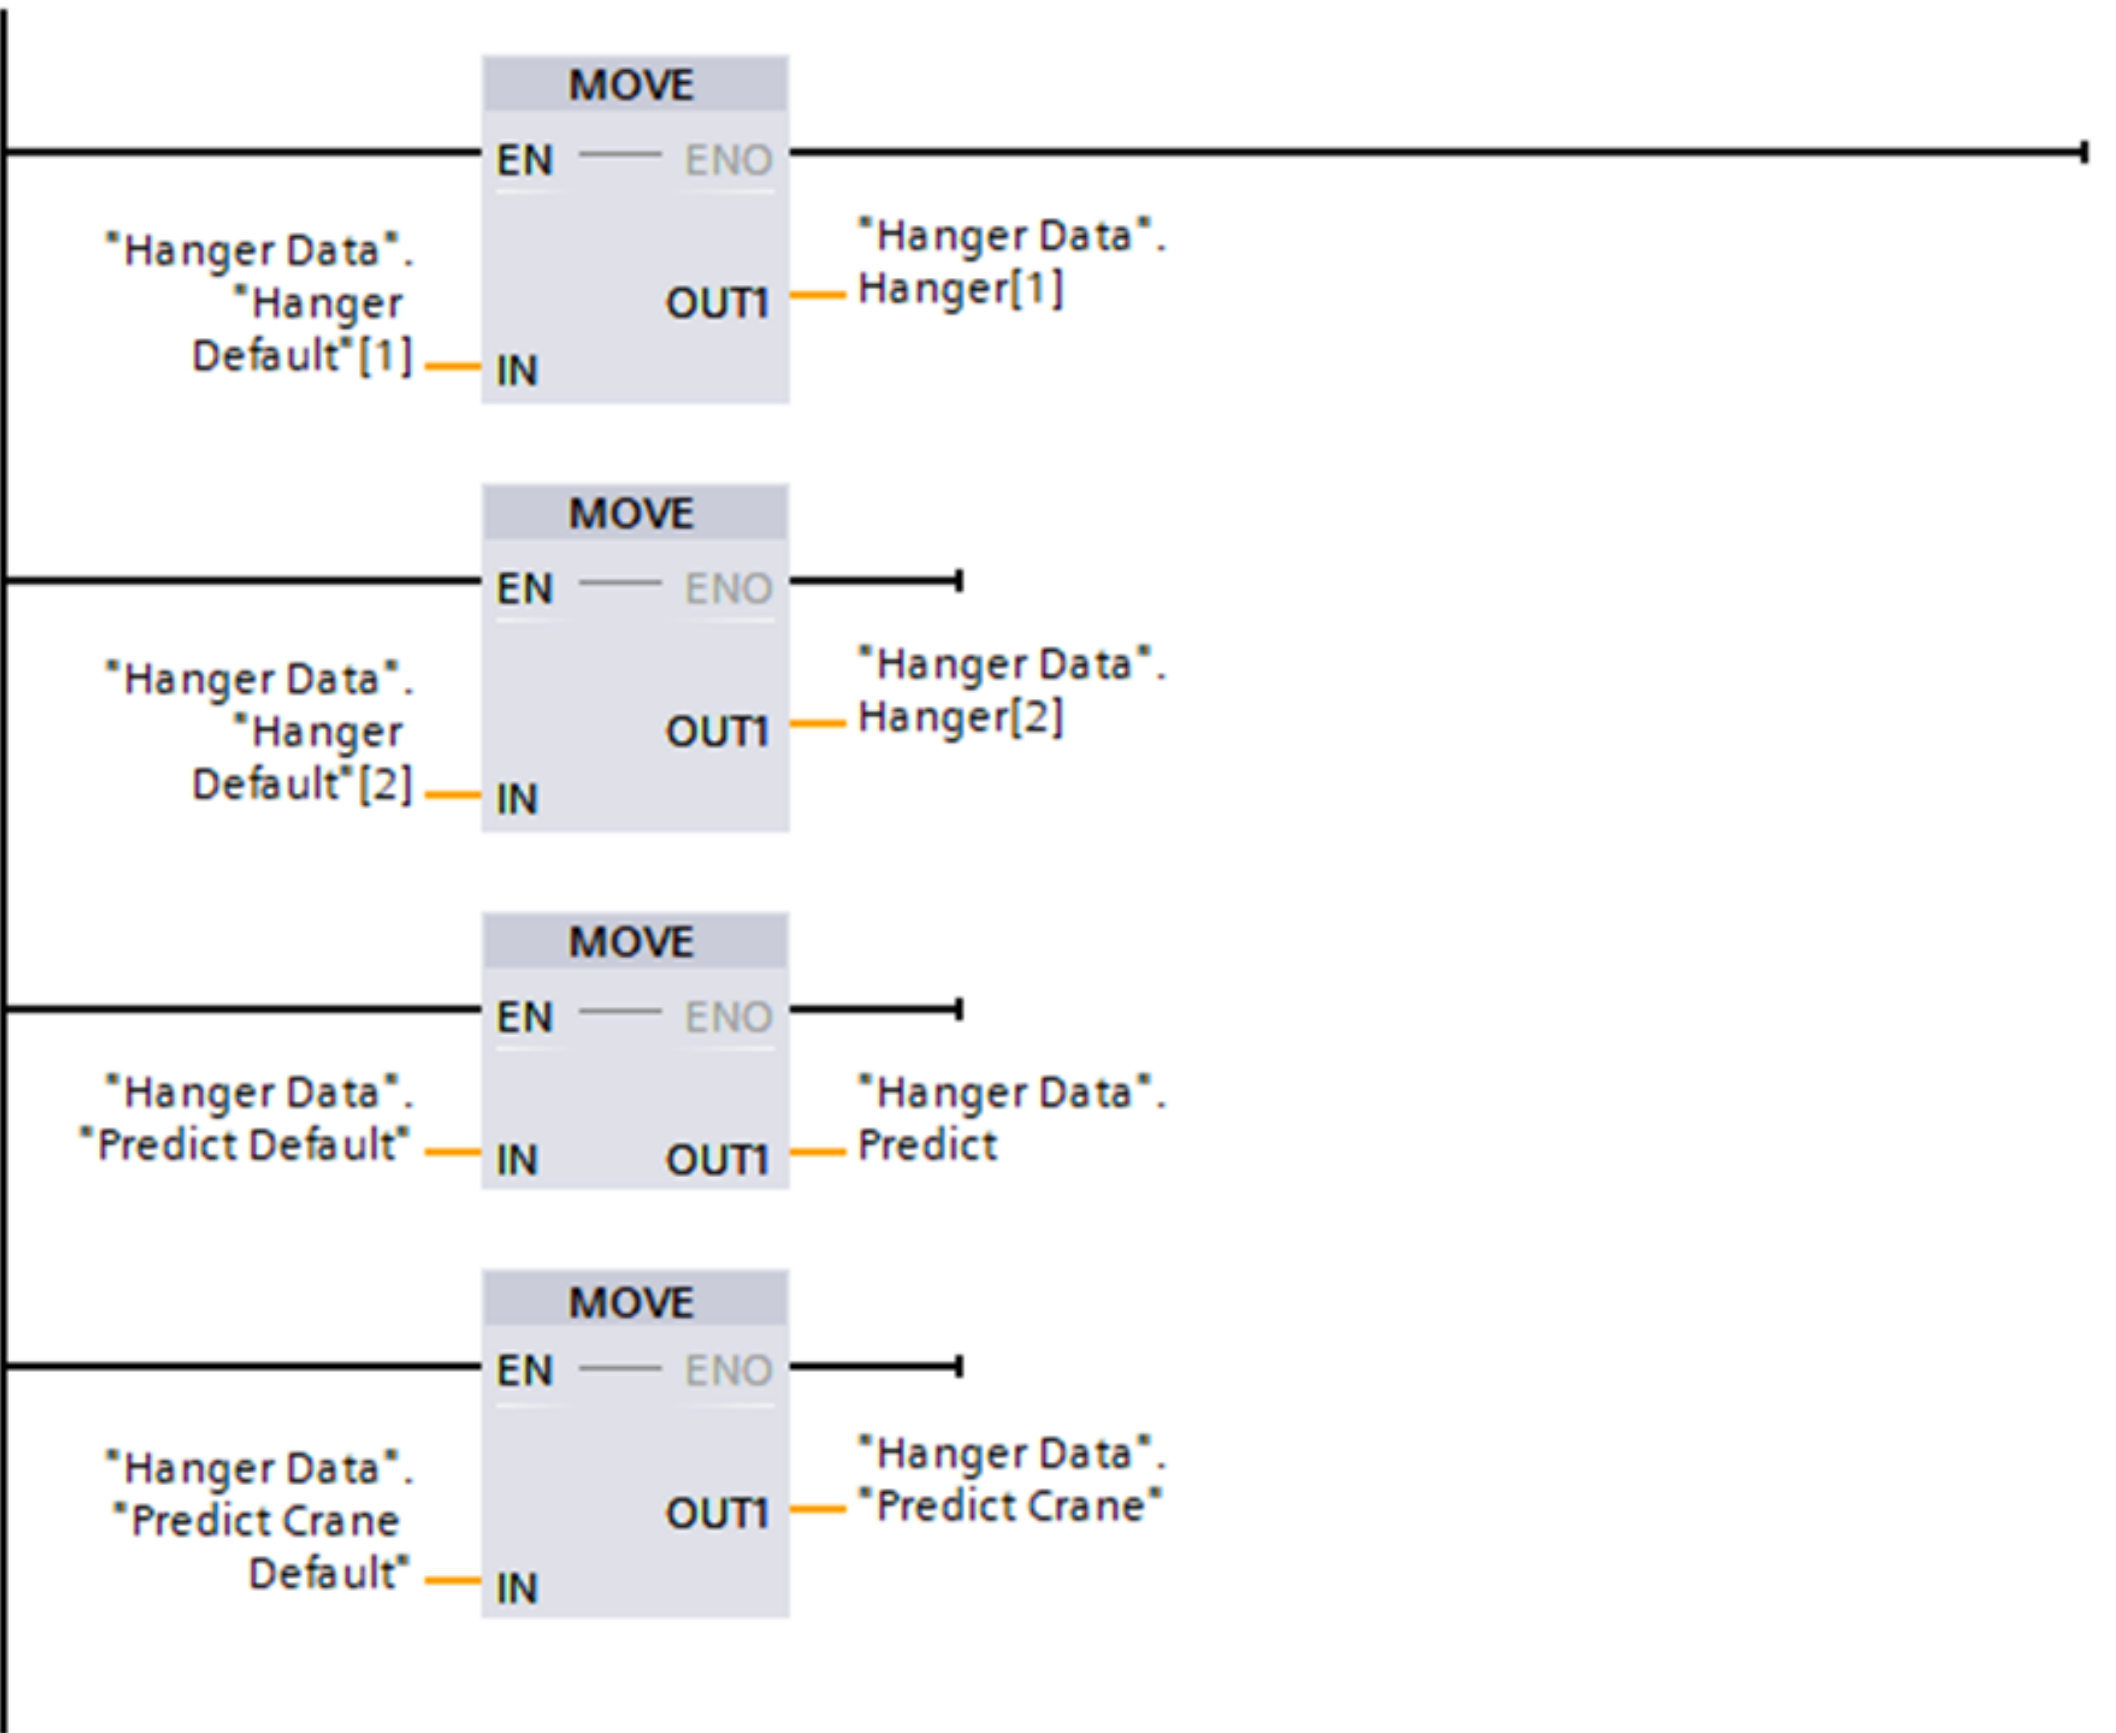 MOVE
EN ENO
"Hanger Data".
"Hanger
Default"[1]
IN
OUT1
"Hanger Data".
Hanger[1]
MOVE
EN ENO
"Hanger Data".
"Hanger
Default"[2]
IN
OUT1
"Hanger Data".
Hanger[2]
MOVE
EN ENO
"Hanger Data".
"Predict Default"
IN OUT1
"Hanger Data".
Predict
MOVE
EN ENO
"Hanger Data".
"Predict Crane
Default"
IN
OUT1
"Hanger Data".
"Predict Crane"